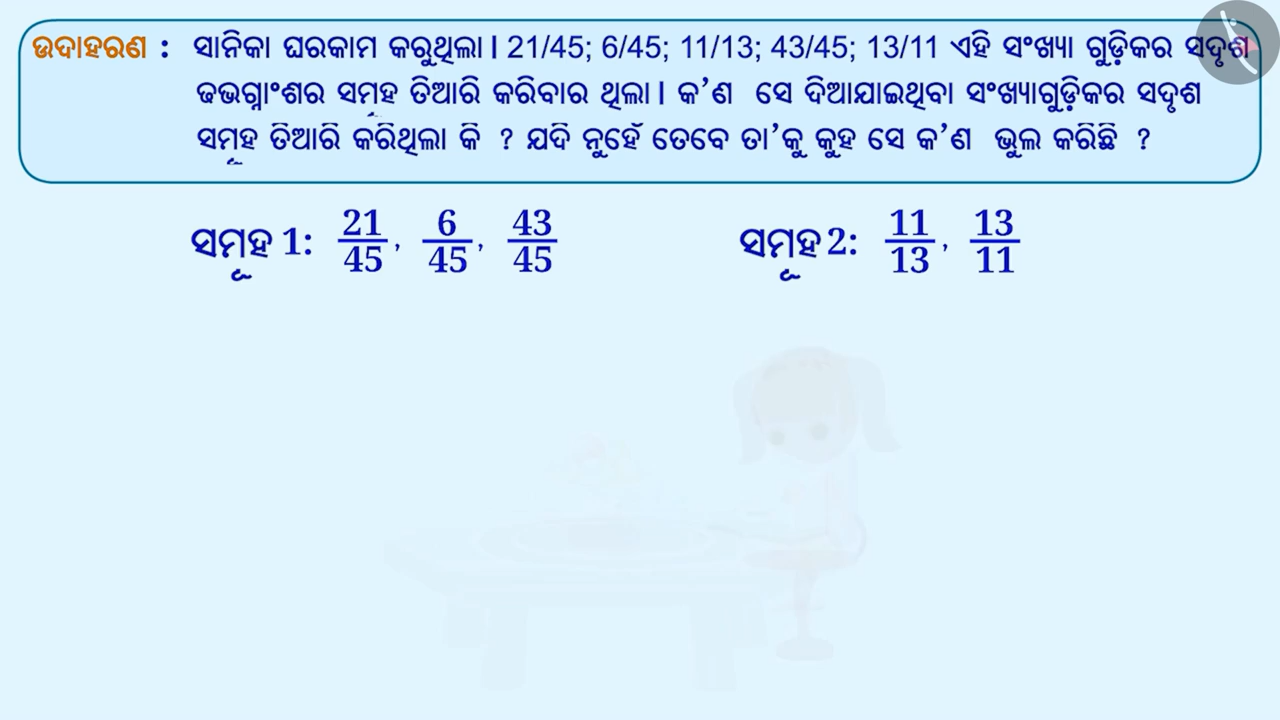 ଉଦାହରଣ : ସାନିକା ଘରକାମ କରୁଥିଲା । 21/45; 6/45; 11/13; 43/45; 13/11 ଏହି ସଂଖ୍ୟା ଗୁଡ଼ିକର ସଦୃଶ
ଢଭଗ୍ନାଂଶର ସମୂହ ତିଆରି କରିବାର ଥିଲା । କ’ଣ ସେ ଦିଆଯାଇଥିବା ସଂଖ୍ୟାଗୁଡ଼ିକର ସଦୃଶ
ସମୂହ ତିଆରି କରିଥିଲା କି ? ଯଦି ନୁହେଁ ତେବେ ତା’କୁ କୁହ ସେ କ’ଣ ଭୁଲ କରିଛି ?
ସମୂହ 1: 21/45, 6/45, 43/45 ସମୂହ 2: 11/13, 13/11